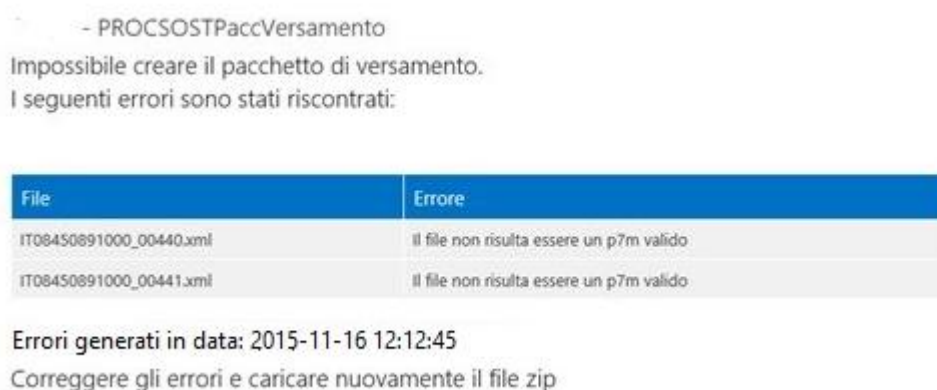 - PROCSOSTPaccVersamento
Impossibile creare il pacchetto di versamento.
I seguenti errori sono stati riscontrati:
File Errore
IT08450891000_00440.xml Il file non risulta essere un p7m valido
IT08450891000_00441.xml Il file non risulta essere un p7m valido
Errori generati in data: 2015-11-16 12:12:45
Correggere gli errori e caricare nuovamente il file zip